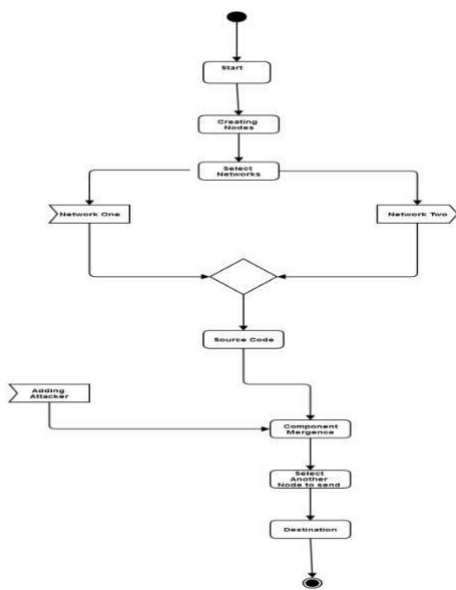 Start
Creating
Nodes
Select
Networks
Network One
Network Two
Source Code
Adding
Attacker
Component
Mergence
Select
Another
Node to send
Destination